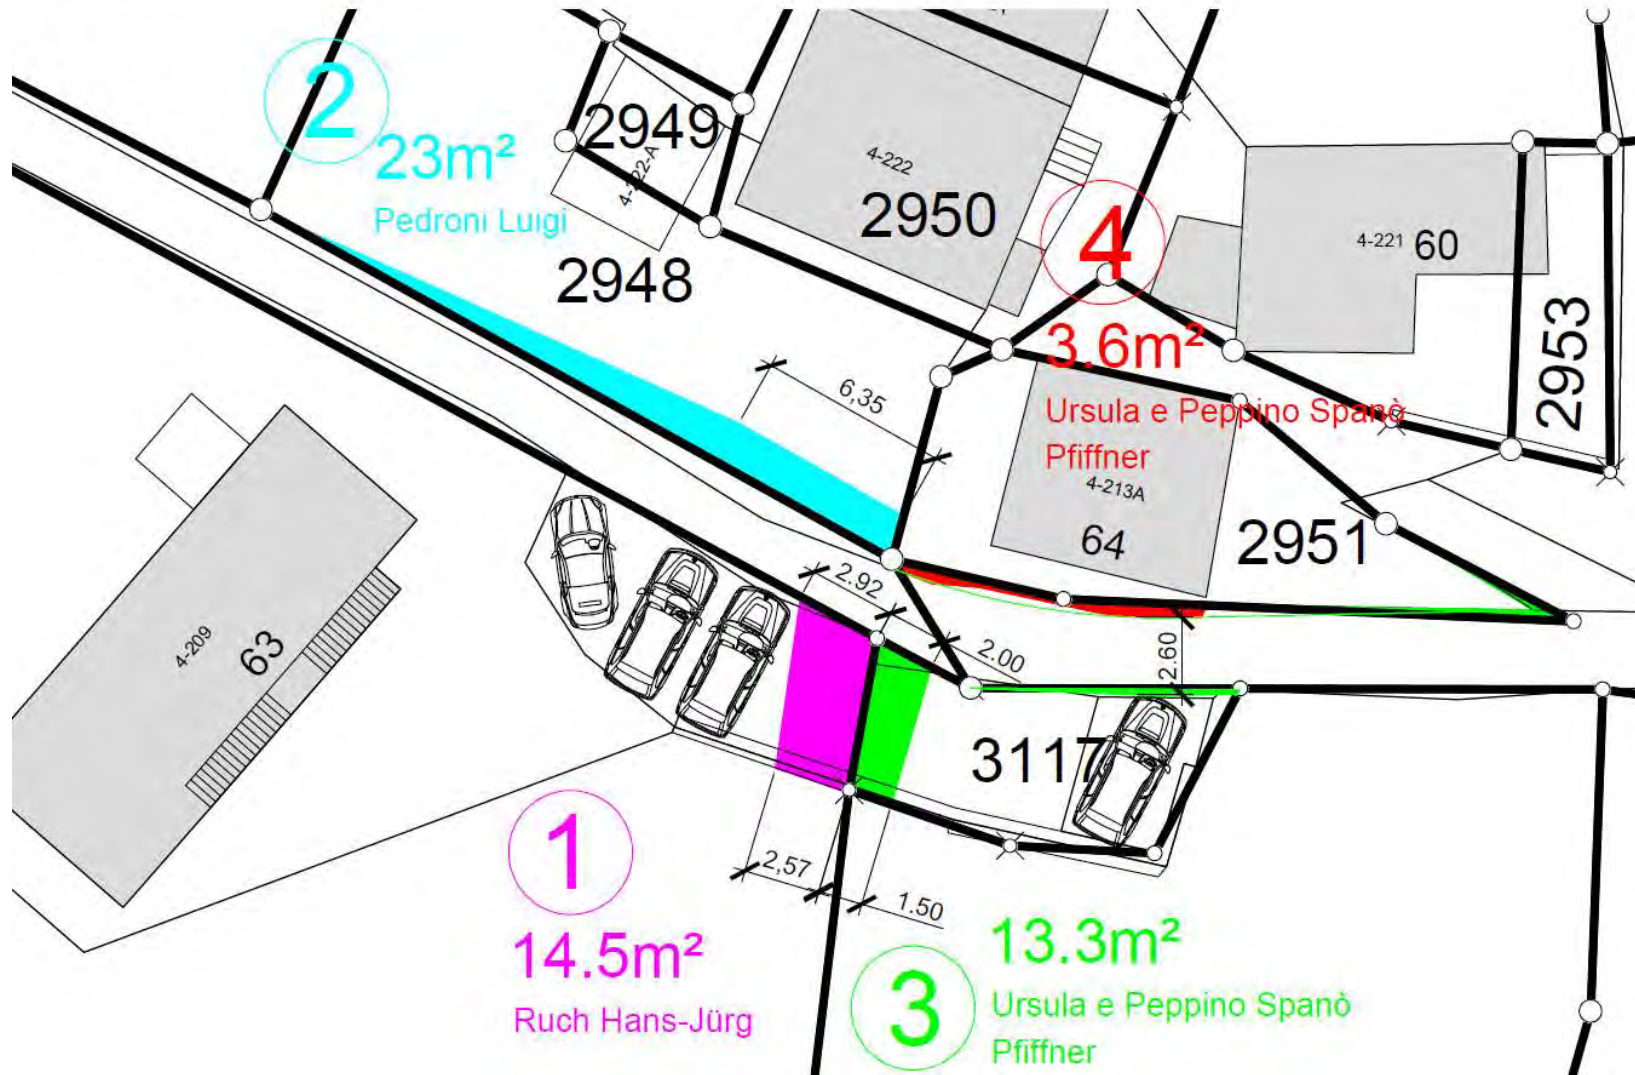 2
23m²
Pedroni Luigi
2949
4-222-A
2948
4-222
2950
4
3.6m²
Ursula e Peppino Spanò
Pfiffner
4-221 60
2953
6,35
4-213A
64
2951
2.92
2.00
2.60
4-209
63
3117
2,57
1.50
1
14.5m²
Ruch Hans-Jürg
3
13.3m²
Ursula e Peppino Spanò
Pfiffner